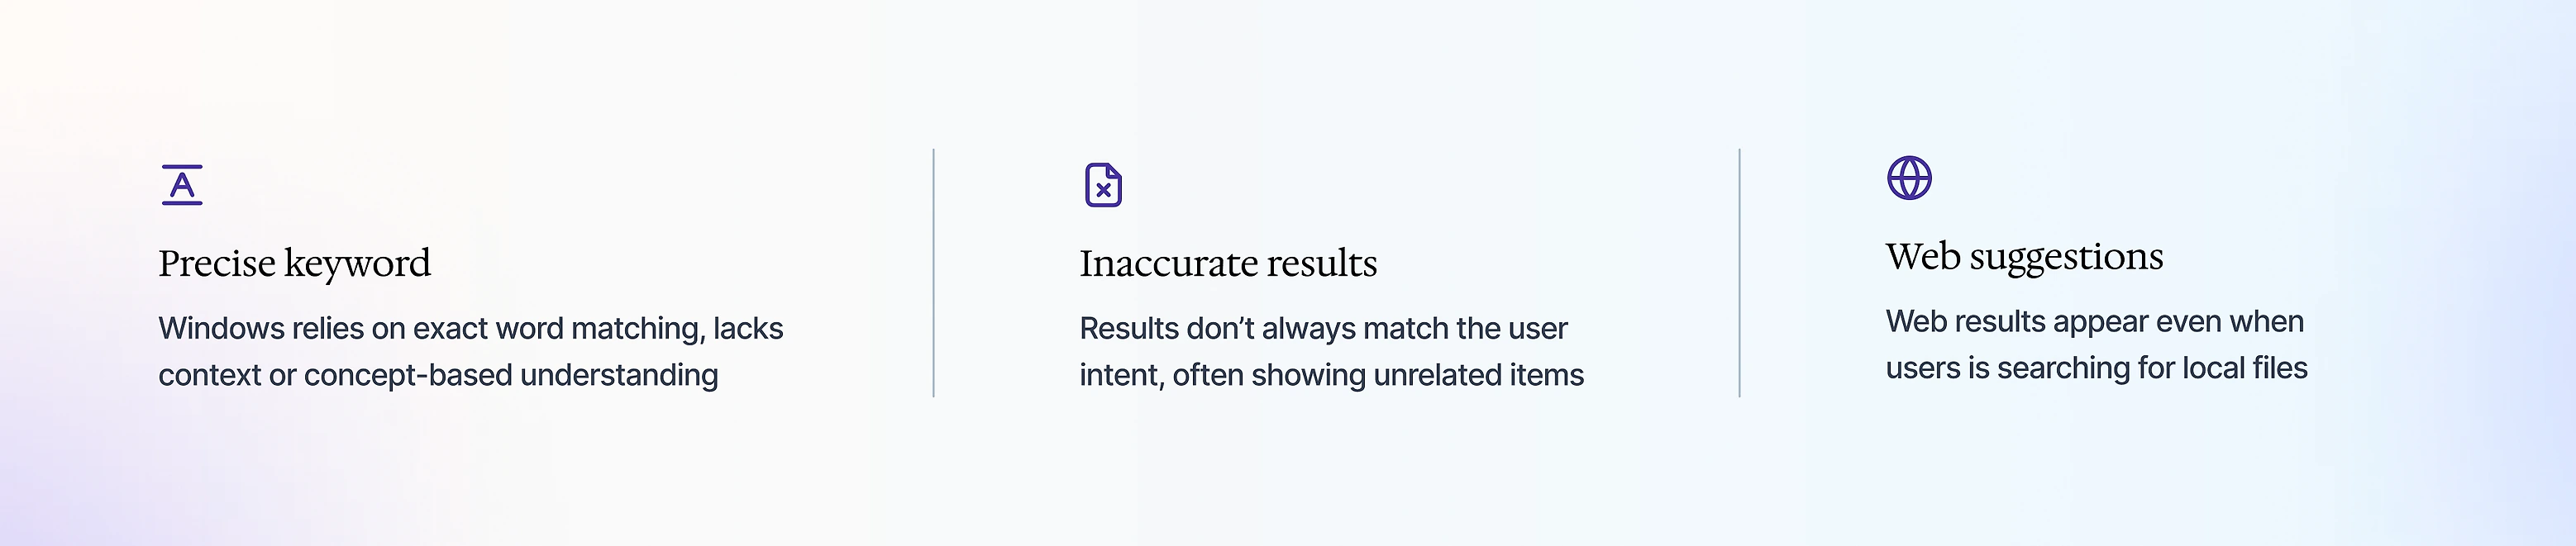 Precise keyword
Windows relies on exact word matching, lacks
context or concept-based understanding
Inaccurate results
Results don’t always match the user
intent, often showing unrelated items
Web suggestions
Web results appear even when
users is searching for local files